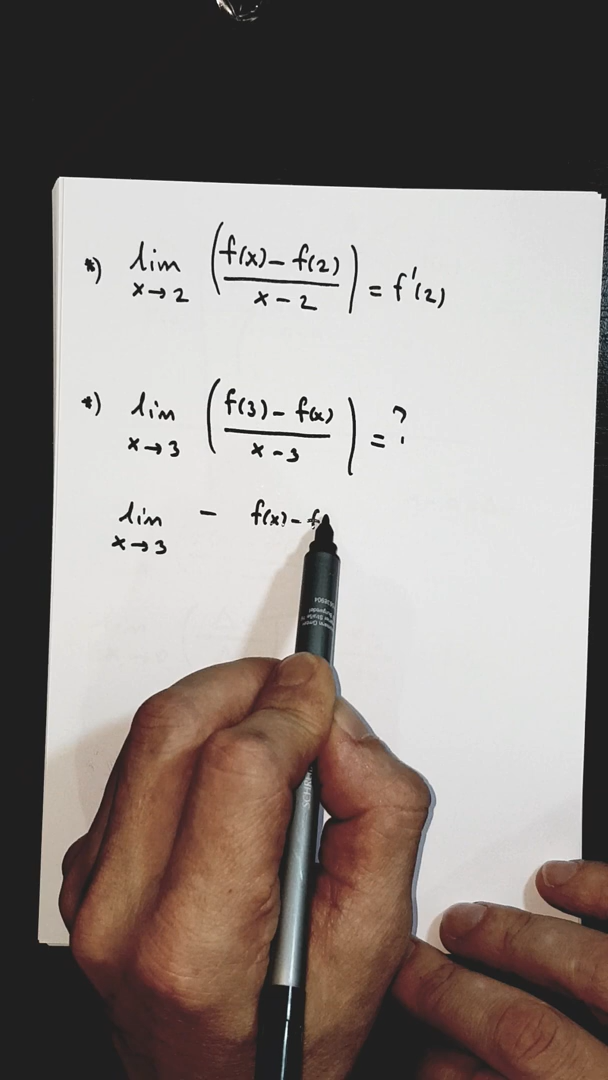 *) lim x→2 (f(x) - f(2) / x - 2) = f'(2)
*) lim x→3 (f(3) - f(x) / x - 3) = ?
lim x→3 - f(x) - f